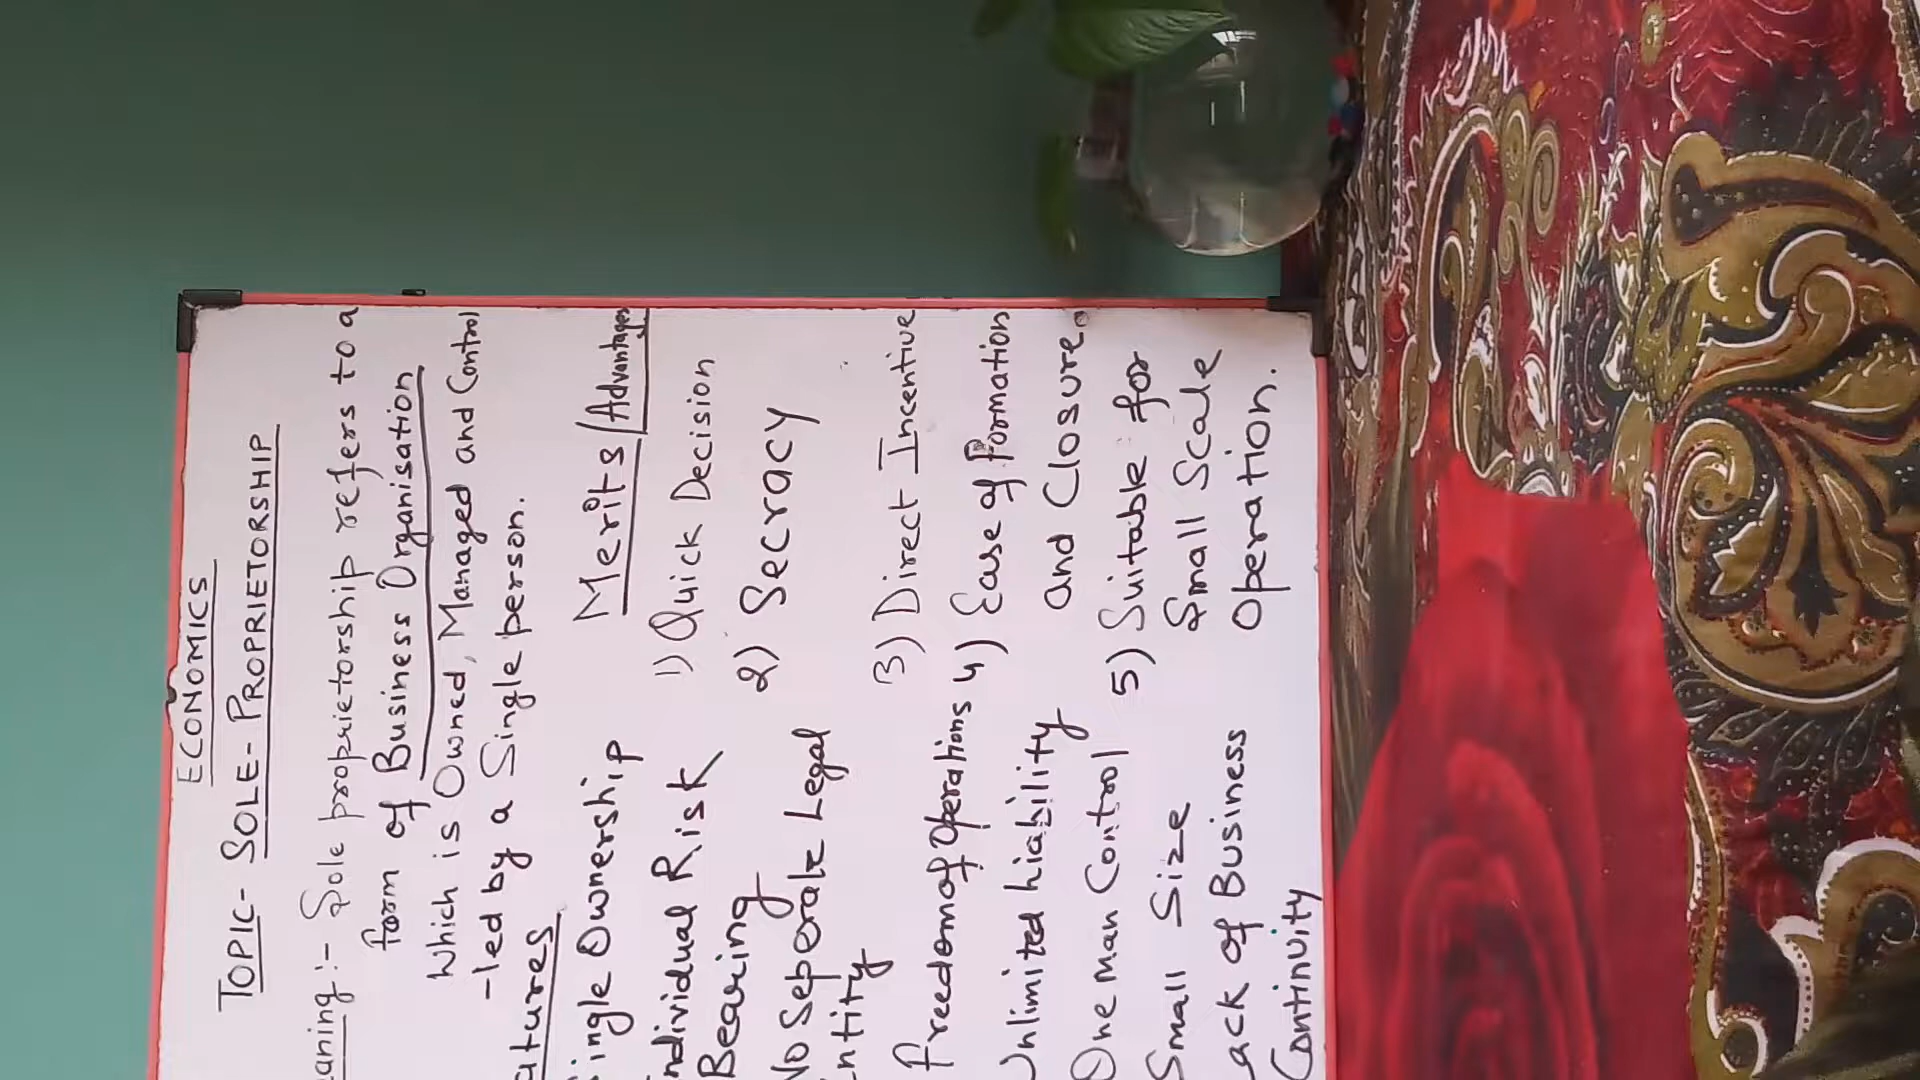 ECONOMICS
TOPIC- SOLE-PROPRIETORSHIP
eaning:- Sole proprietorship refers to a
form of Business Organisation
Which is Owned, Managed and Control
-led by a Single person.
atures
ingle Ownership
ndividual Risk
Bearing
No Seperate Legal
ntity
freedom of Operations
Unlimited Liability
One man Control
Small Size
ack of Business
Continuity
Merits/Advantages
1) Quick Decision
2) Secracy
3) Direct Incentive
4) Ease of formation
and Closure.
5) Suitable for
Small Scale
Operation.